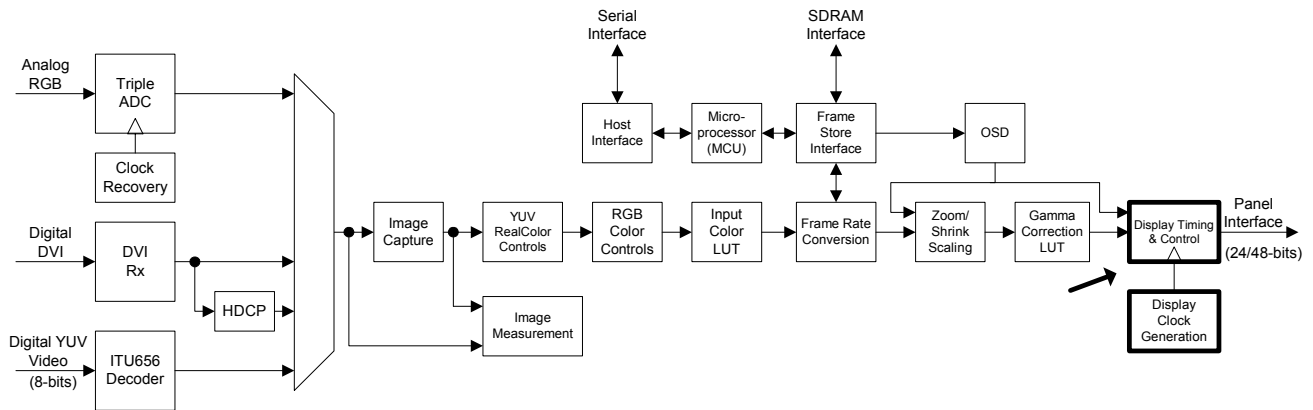 Serial
Interface
SDRAM
Interface
Analog
RGB
Triple
ADC
Clock
Recovery
Host
Interface
Micro-
processor
(MCU)
Frame
Store
Interface
OSD
Digital
DVI
DVI
Rx
HDCP
Image
Capture
YUV
RealColor
Controls
RGB
Color
Controls
Input
Color
LUT
Frame Rate
Conversion
Zoom/
Shrink
Scaling
Gamma
Correction
LUT
Display Timing
& Control
Panel
Interface
(24/48-bits)
Image
Measurement
Display
Clock
Generation
Digital YUV
Video
(8-bits)
ITU656
Decoder